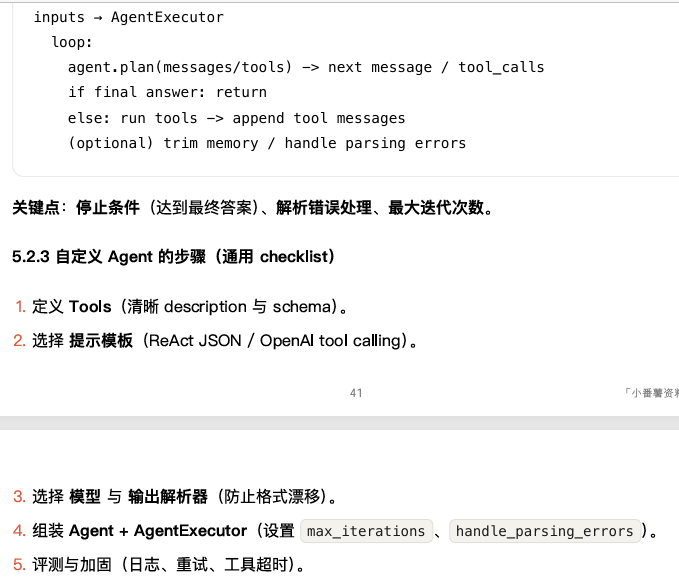 inputs → AgentExecutor
loop:
agent.plan(messages/tools) -> next message / tool_calls
if final answer: return
else: run tools -> append tool messages
(optional) trim memory / handle parsing errors
关键点：停止条件（达到最终答案）、解析错误处理、最大迭代次数。
5.2.3 自定义 Agent 的步骤（通用 checklist）
1. 定义 Tools（清晰 description 与 schema）。
2. 选择 提示模板（ReAct JSON / OpenAI tool calling）。
41
「小番薯资料
3. 选择 模型 与 输出解析器（防止格式漂移）。
4. 组装 Agent + AgentExecutor（设置 max_iterations 、 handle_parsing_errors ）。
5. 评测与加固（日志、重试、工具超时）。